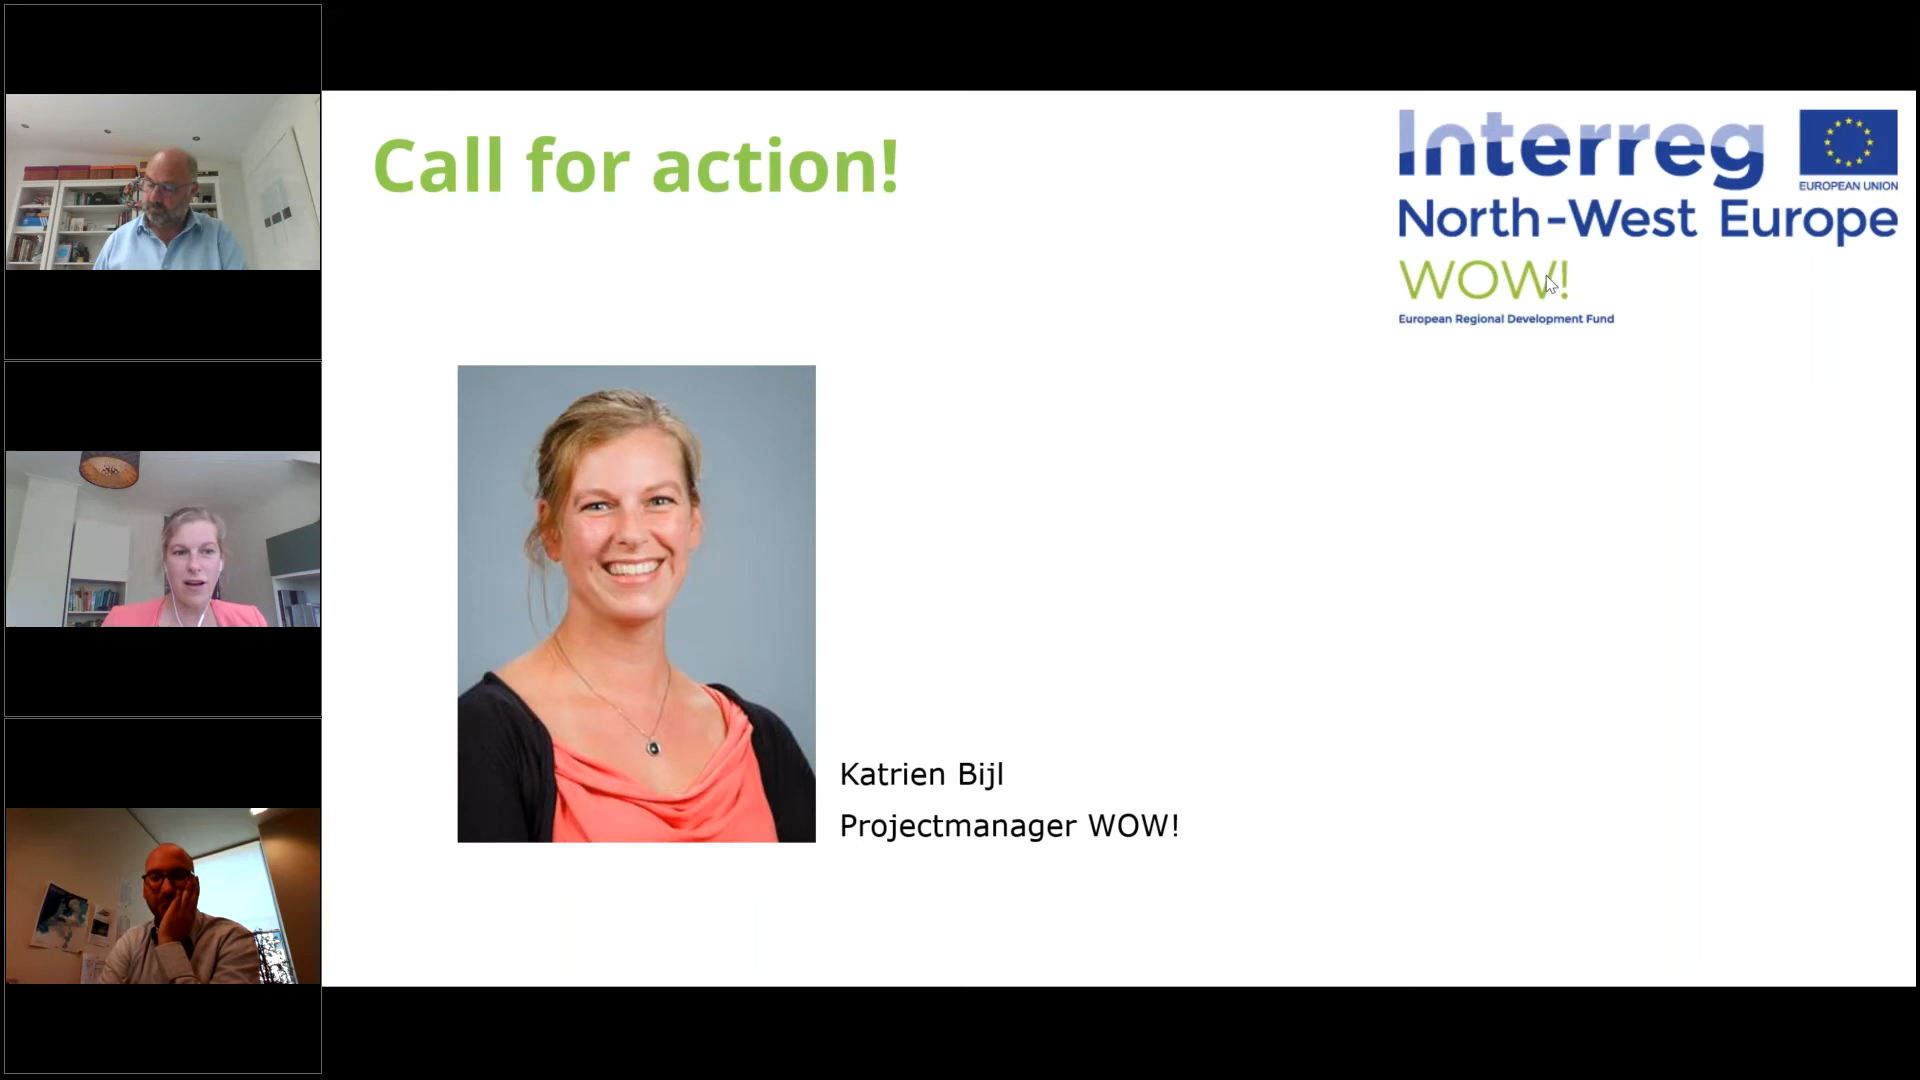 Call for action!
Interreg
EUROPEAN UNION
North-West Europe
WOW!
European Regional Development Fund
Katrien Bijl
Projectmanager WOW!